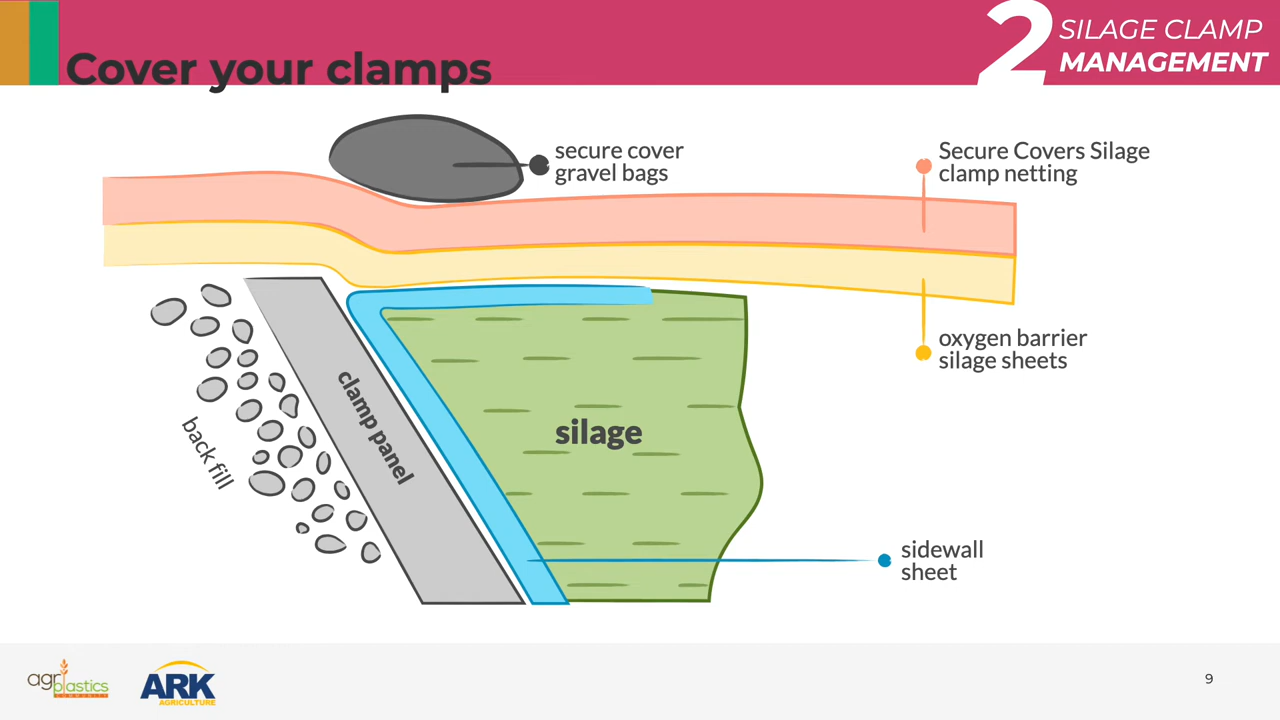 Cover your clamps
2
SILAGE CLAMP
MANAGEMENT
secure cover
gravel bags
Secure Covers Silage
clamp netting
oxygen barrier
silage sheets
clamp panel
silage
back fill
sidewall
sheet
agriplastics
COMMUNITY
ARK
AGRICULTURE
9